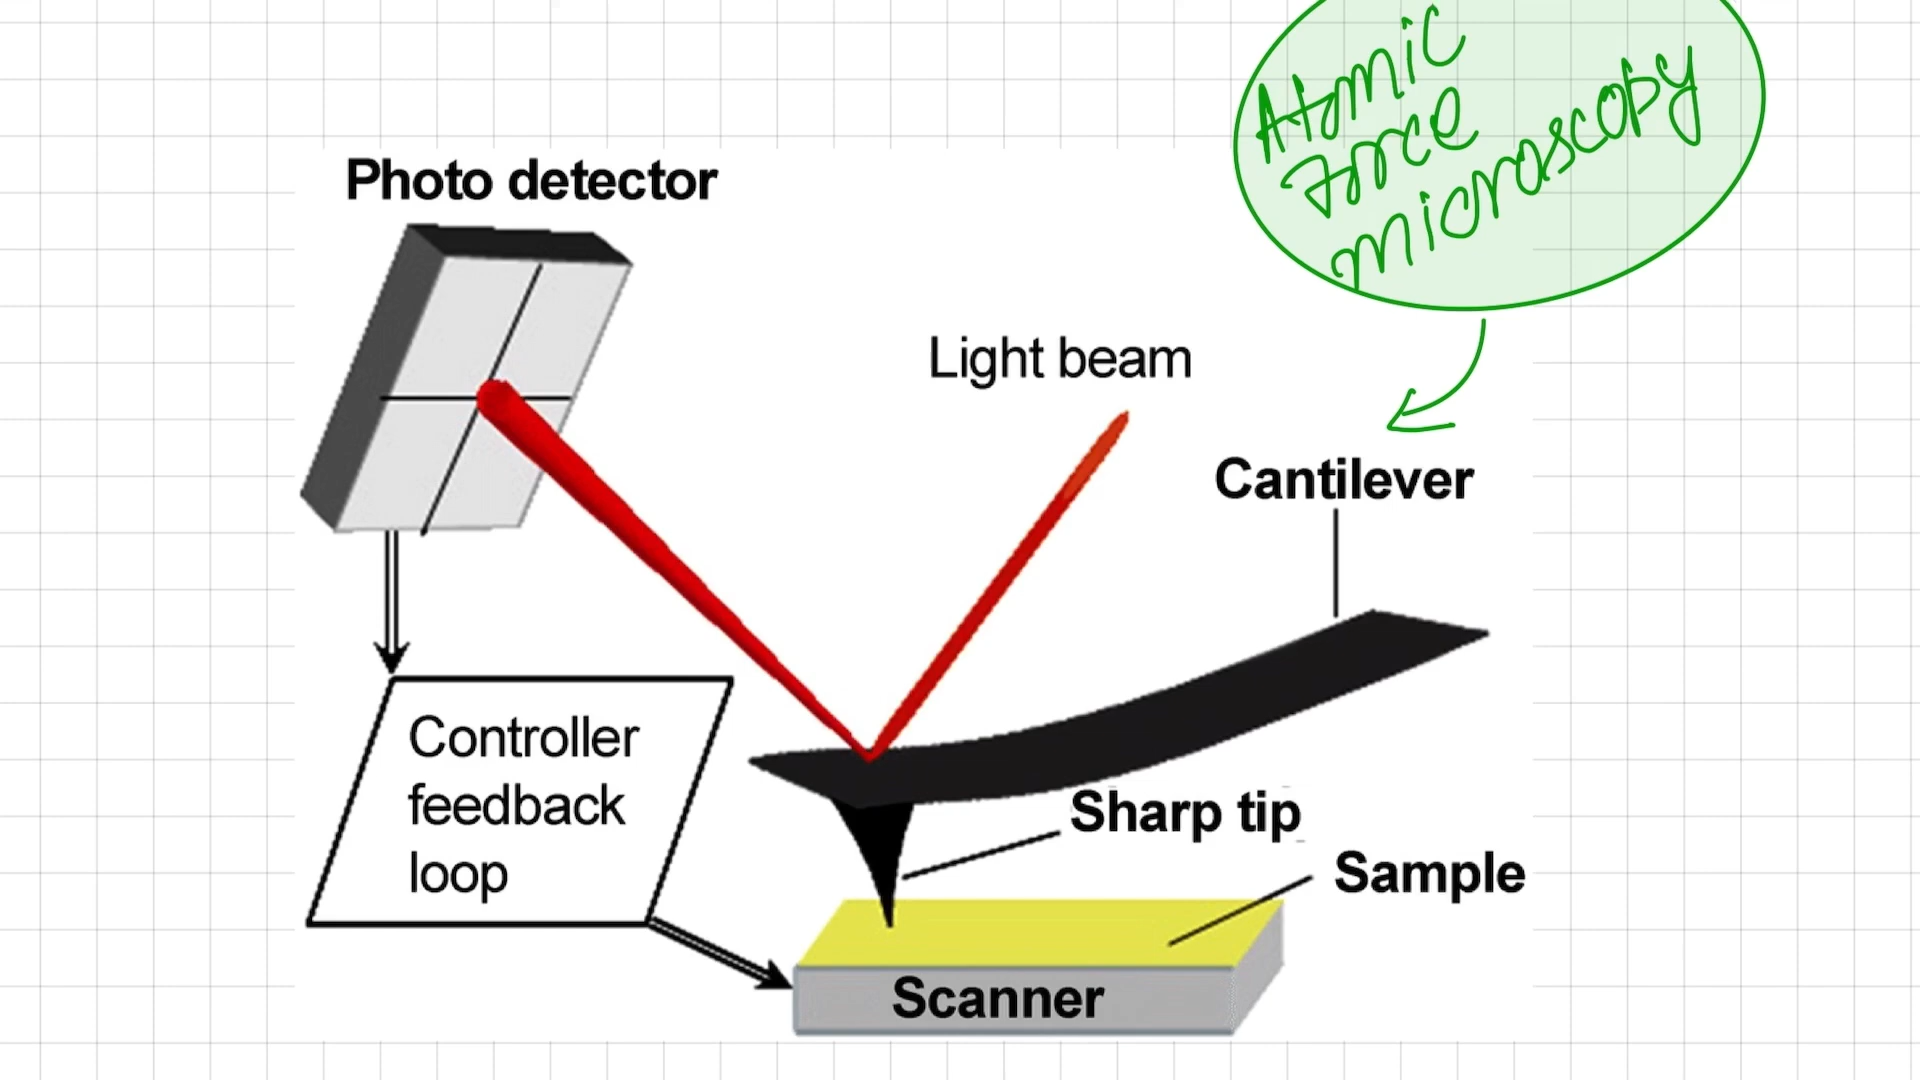 Atomic
Force
microscopy
Photo detector
Light beam
Cantilever
Controller
feedback
loop
Sharp tip
Sample
Scanner